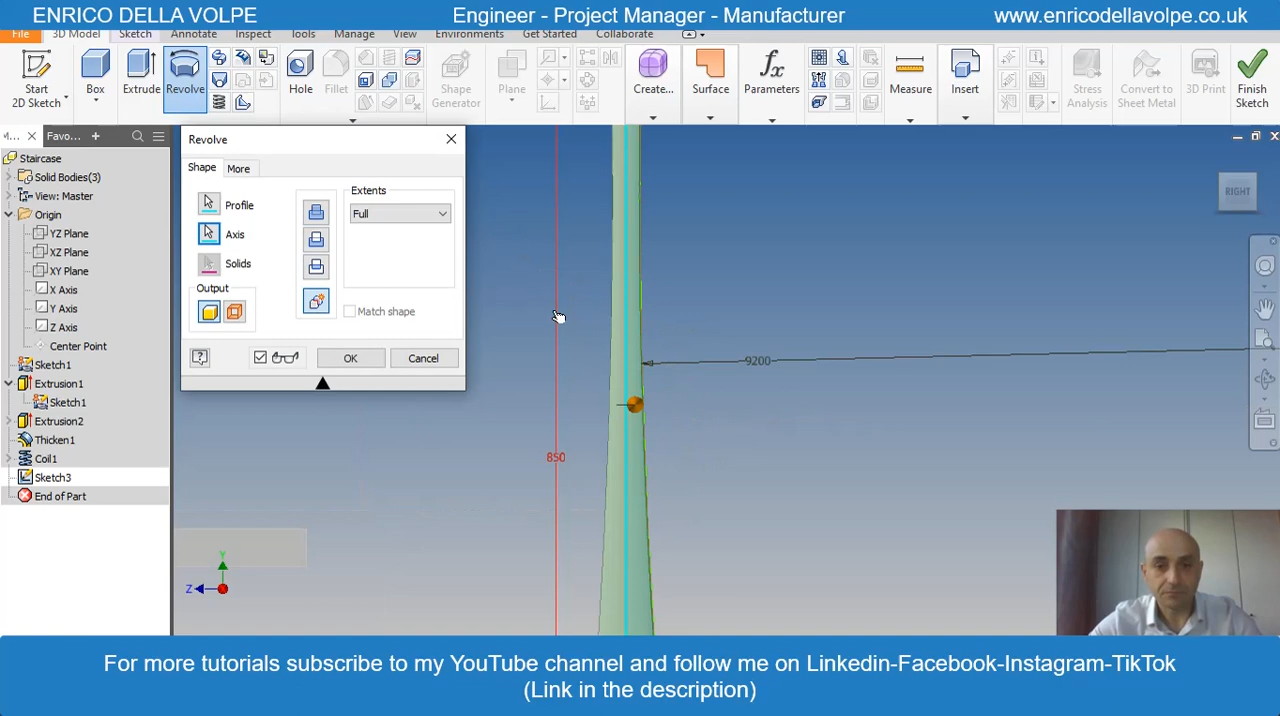 ENRICO DELLA VOLPE Engineer - Project Manager - Manufacturer www.enricodellavolpe.co.uk
File 3D Model Sketch Annotate Inspect Tools Manage View Environments Get Started Collaborate
Start 2D Sketch Box Extrude Revolve Hole Fillet Shape Generator Plane Create... Surface Parameters Measure Insert Stress Analysis Convert to Sheet Metal 3D Print Finish Sketch
M... Favo...
Staircase
Solid Bodies(3)
View: Master
Origin
YZ Plane
XZ Plane
XY Plane
X Axis
Y Axis
Z Axis
Center Point
Sketch1
Extrusion1
Sketch1
Extrusion2
Thicken1
Coil1
Sketch3
End of Part
Revolve
Shape More
Profile
Axis
Solids
Output
Extents
Full
Match shape
OK Cancel
RIGHT
9200
850
Y
Z
For more tutorials subscribe to my YouTube channel and follow me on Linkedin-Facebook-Instagram-TikTok
(Link in the description)